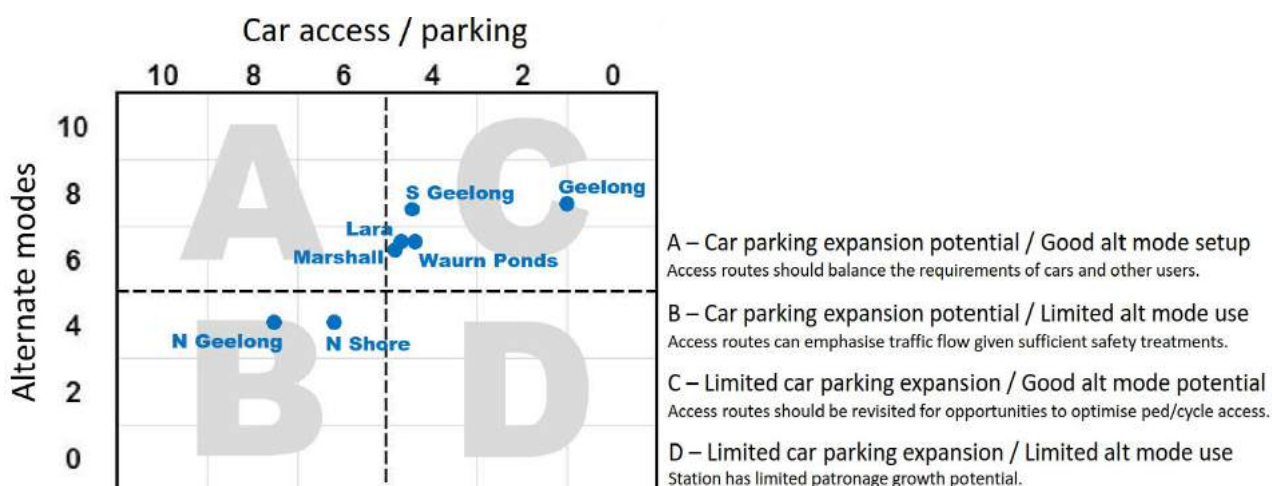 Car access / parking
10 8 6 4 2 0
Alternate modes
10
8
6
4
2
0
A
C
B
D
S Geelong
Geelong
Lara
Marshall
Waurn Ponds
N Geelong
N Shore
A – Car parking expansion potential / Good alt mode setup
Access routes should balance the requirements of cars and other users.
B – Car parking expansion potential / Limited alt mode use
Access routes can emphasise traffic flow given sufficient safety treatments.
C – Limited car parking expansion / Good alt mode potential
Access routes should be revisited for opportunities to optimise ped/cycle access.
D – Limited car parking expansion / Limited alt mode use
Station has limited patronage growth potential.